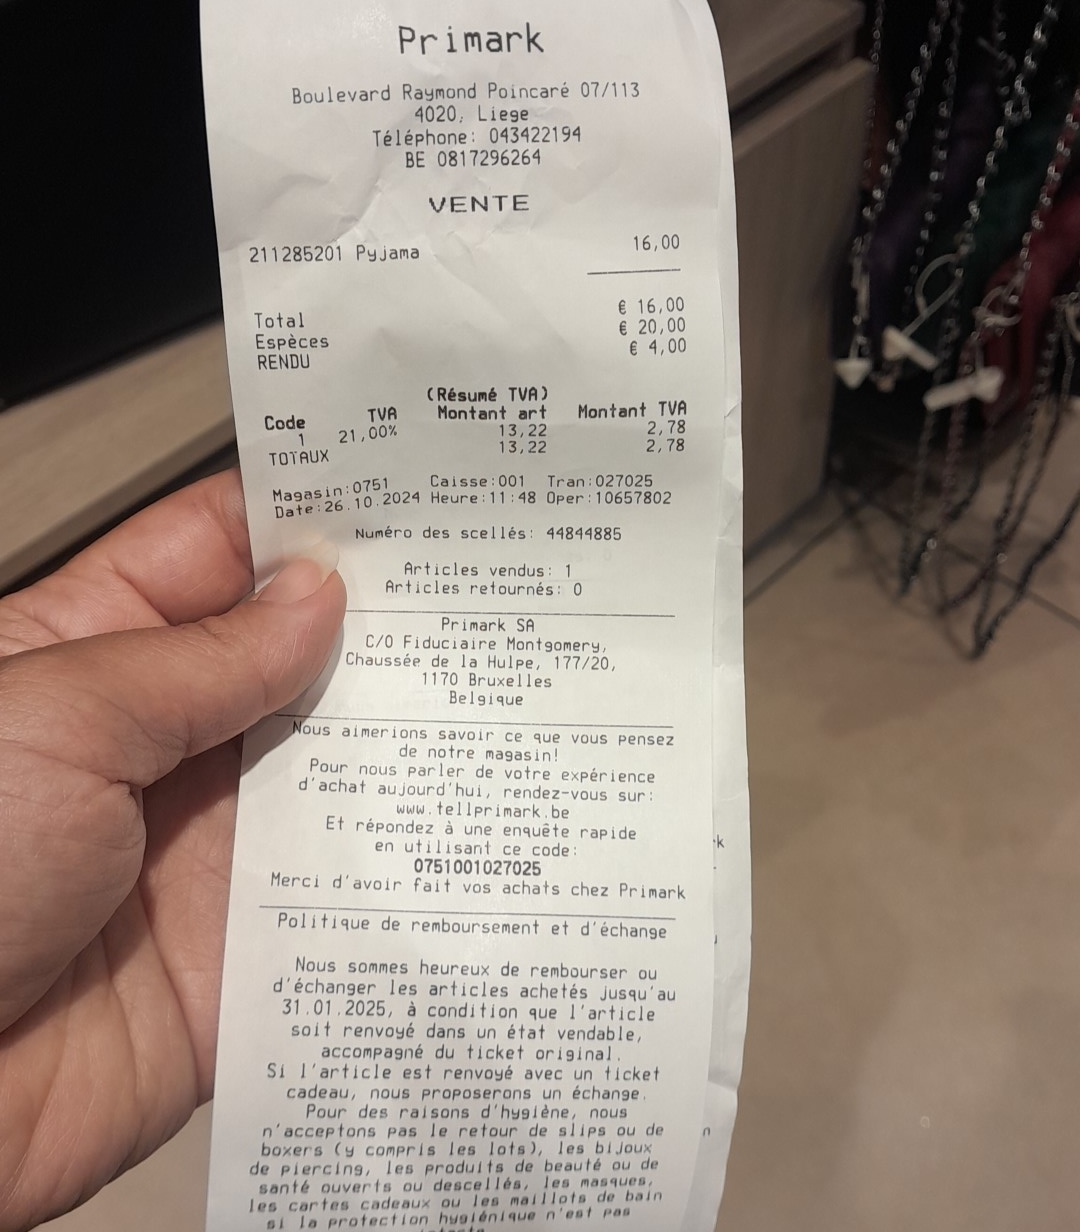 Primark
Boulevard Raymond Poincaré 07/113
4020, Liege
Téléphone: 043422194
BE 0817296264
VENTE
211285201 Pyjama 16,00
Total € 16,00
Espèces € 20,00
RENDU € 4,00
(Résumé TVA)
Code TVA Montant art Montant TVA
1 21,00% 13,22 2,78
TOTAUX 13,22 2,78
Magasin:0751 Caisse:001 Tran:027025
Date:26.10.2024 Heure:11:48 Oper:10657802
Numéro des scellés: 44844885
Articles vendus: 1
Articles retournés: 0
Primark SA
C/O Fiduciaire Montgomery,
Chaussée de la Hulpe, 177/20,
1170 Bruxelles
Belgique
Nous aimerions savoir ce que vous pensez
de notre magasin!
Pour nous parler de votre expérience
d'achat aujourd'hui, rendez-vous sur:
www.tellprimark.be
Et répondez à une enquête rapide
en utilisant ce code:
0751001027025
Merci d'avoir fait vos achats chez Primark
Politique de remboursement et d'échange
Nous sommes heureux de rembourser ou
d'échanger les articles achetés jusqu'au
31.01.2025, à condition que l'article
soit renvoyé dans un état vendable,
accompagné du ticket original.
Si l'article est renvoyé avec un ticket
cadeau, nous proposerons un échange.
Pour des raisons d'hygiène, nous
n'acceptons pas le retour de slips ou de
boxers (y compris les lots), les bijoux
de piercing, les produits de beauté ou de
santé ouverts ou descellés, les masques,
les cartes cadeaux ou les maillots de bain
si la protection hygiénique n'est pas